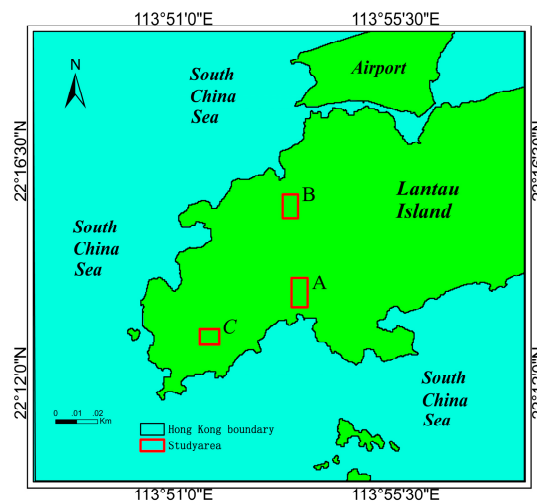 113°51'0"E 113°55'30"E
N
South
China
Sea
Airport
22°16'30"N
22°16'30"N
B
Lantau
Island
South
China
Sea
A
C
22°12'0"N
22°12'0"N
South
China
Sea
0 .01 .02
Km
Hong Kong boundary
Studyarea
113°51'0"E 113°55'30"E